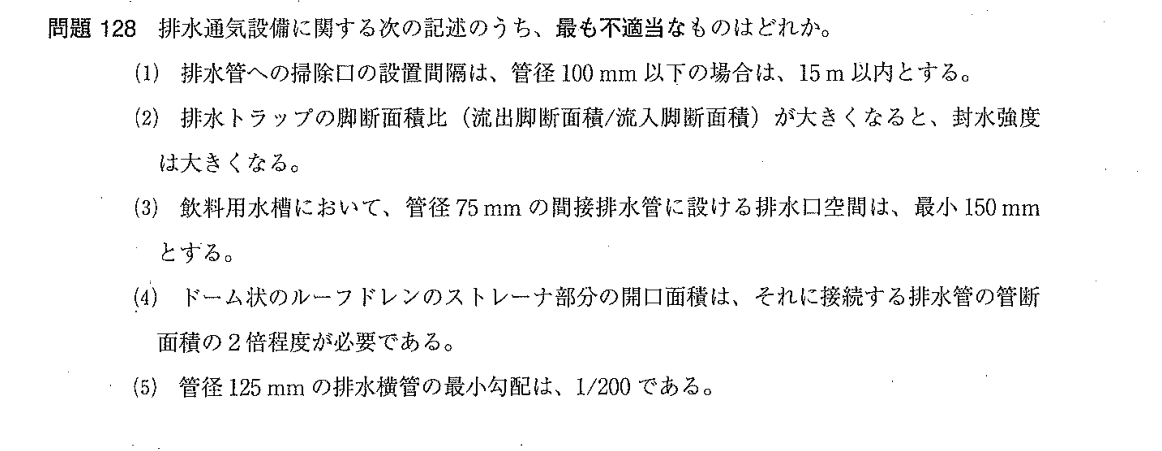 問題 128 排水通気設備に関する次の記述のうち、最も不適当なものはどれか。
(1) 排水管への掃除口の設置間隔は、管径 100 mm 以下の場合は、15 m 以内とする。
(2) 排水トラップの脚断面積比（流出脚断面積/流入脚断面積）が大きくなると、封水強度
は大きくなる。
(3) 飲料用水槽において、管径 75 mm の間接排水管に設ける排水口空間は、最小 150 mm
とする。
(4) ドーム状のルーフドレンのストレーナ部分の開口面積は、それに接続する排水管の管断
面積の 2 倍程度が必要である。
(5) 管径 125 mm の排水横管の最小勾配は、1/200 である。